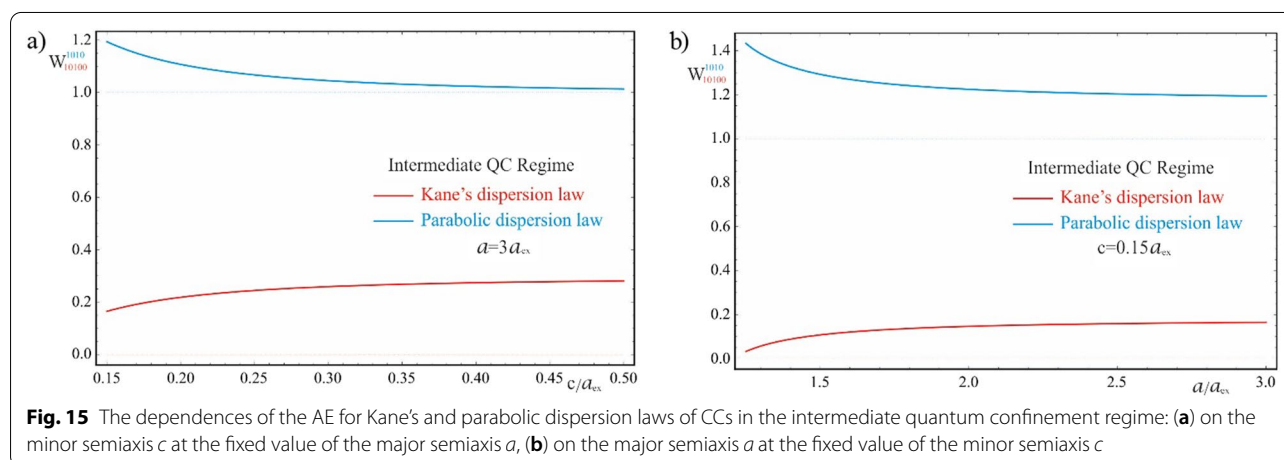 a)
W 1010 10100
1.2
1.0
0.8
0.6
0.4
0.2
0.0
Intermediate QC Regime
Kane's dispersion law
Parabolic dispersion law
a=3aex
0.15 0.20 0.25 0.30 0.35 0.40 0.45 0.50
c/aex
b)
W 1010 10100
1.4
1.2
1.0
0.8
0.6
0.4
0.2
0.0
Intermediate QC Regime
Kane's dispersion law
Parabolic dispersion law
c=0.15aex
1.5 2.0 2.5 3.0
a/aex
Fig. 15 The dependences of the AE for Kane's and parabolic dispersion laws of CCs in the intermediate quantum confinement regime: (a) on the
minor semiaxis c at the fixed value of the major semiaxis a, (b) on the major semiaxis a at the fixed value of the minor semiaxis c